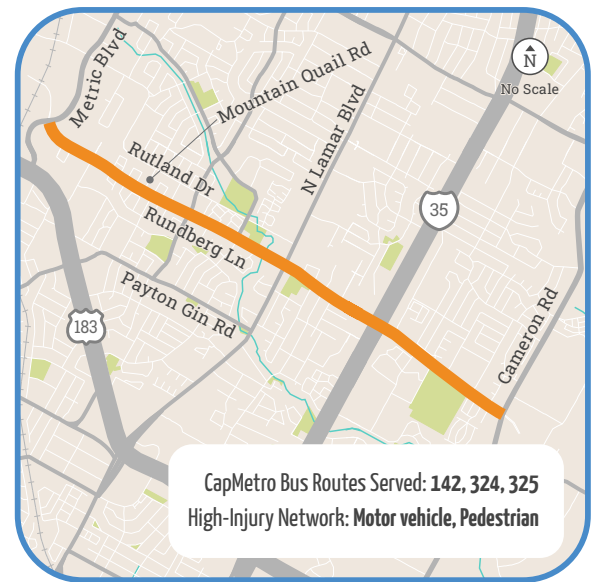 Metric Blvd
Mountain Quail Rd
N
No Scale
Rutland Dr
N Lamar Blvd
35
Rundberg Ln
Payton Gin Rd
183
Cameron Rd
CapMetro Bus Routes Served: 142, 324, 325
High-Injury Network: Motor vehicle, Pedestrian